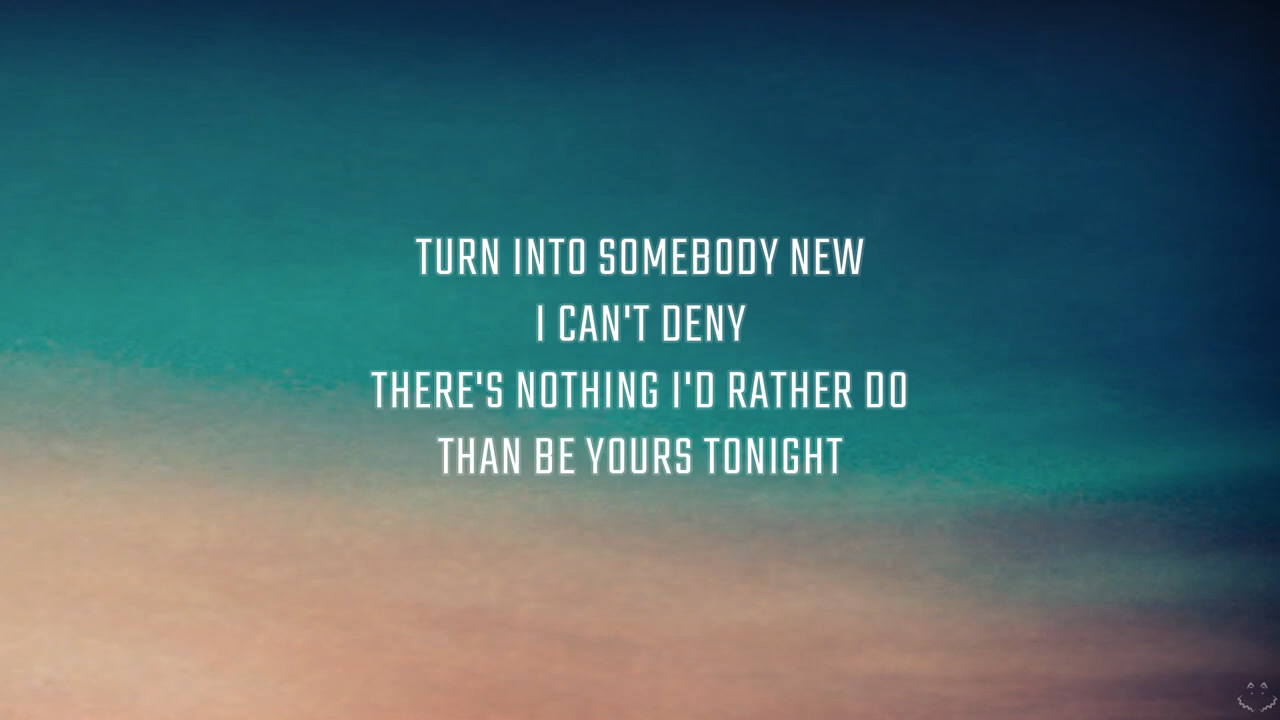 TURN INTO SOMEBODY NEW
I CAN'T DENY
THERE'S NOTHING I'D RATHER DO
THAN BE YOURS TONIGHT